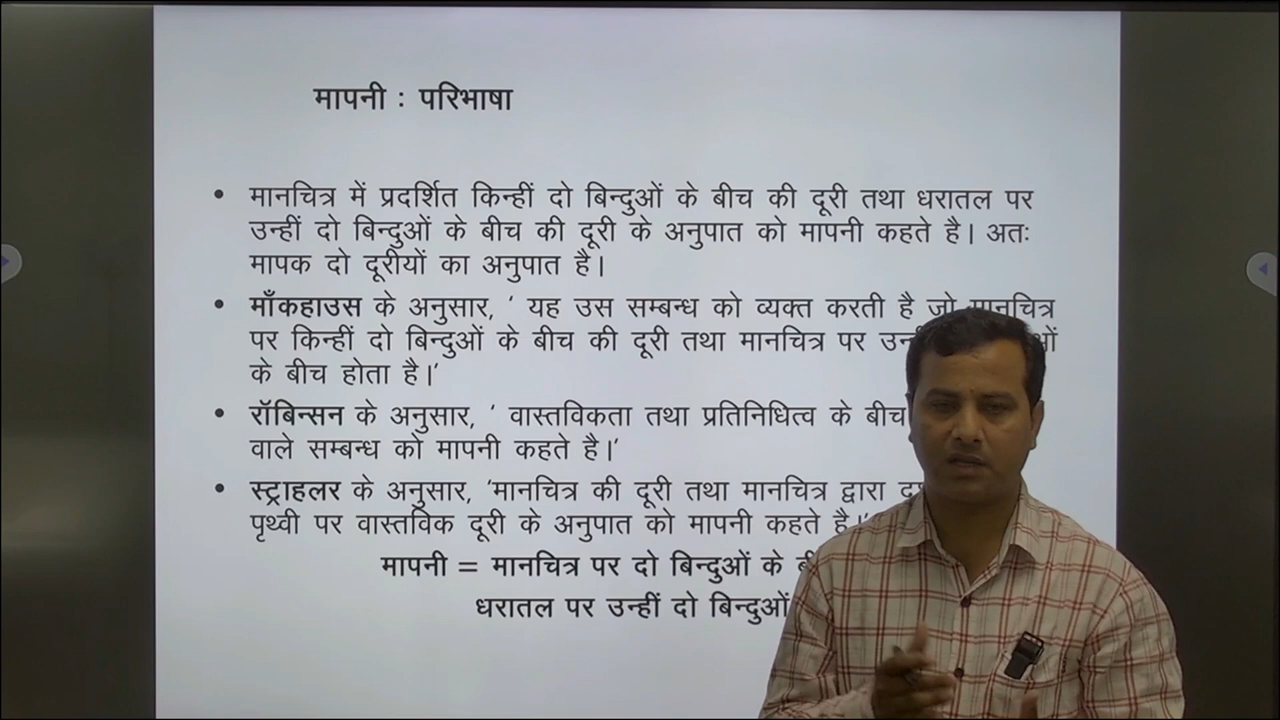 मापनी : परिभाषा
• मानचित्र में प्रदर्शित किन्हीं दो बिन्दुओं के बीच की दूरी तथा धरातल पर
उन्हीं दो बिन्दुओं के बीच की दूरी के अनुपात को मापनी कहते है। अतः
मापक दो दूरीयों का अनुपात है।
• माँकहाउस के अनुसार, ‘ यह उस सम्बन्ध को व्यक्त करती है जो मानचित्र
पर किन्हीं दो बिन्दुओं के बीच की दूरी तथा मानचित्र पर
के बीच होता है।’
• रॉबिन्सन के अनुसार, ‘ वास्तविकता तथा प्रतिनिधित्व के बीच
वाले सम्बन्ध को मापनी कहते है।’
• स्ट्राहलर के अनुसार, ‘मानचित्र की दूरी तथा मानचित्र द्वारा
पृथ्वी पर वास्तविक दूरी के अनुपात को मापनी कहते है।’
मापनी = मानचित्र पर दो बिन्दुओं के
धरातल पर उन्हीं दो बिन्दुओं